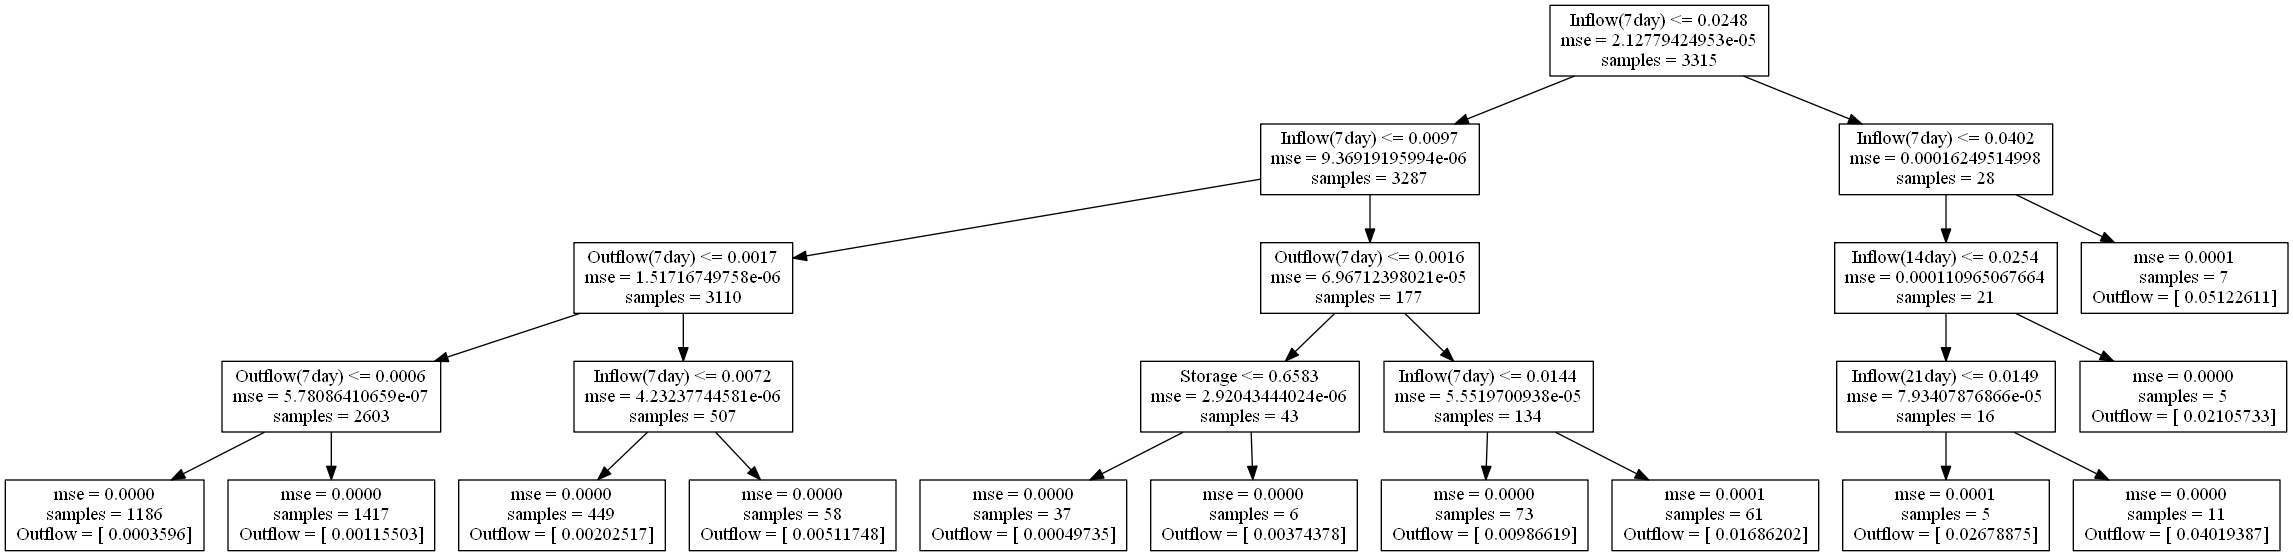 Inflow(7day) <= 0.0248
mse = 2.12779424953e-05
samples = 3315
Inflow(7day) <= 0.0097
mse = 9.36919195994e-06
samples = 3287
Inflow(7day) <= 0.0402
mse = 0.00016249514998
samples = 28
Outflow(7day) <= 0.0017
mse = 1.51716749758e-06
samples = 3110
Outflow(7day) <= 0.0016
mse = 6.96712398021e-05
samples = 177
Inflow(14day) <= 0.0254
mse = 0.000110965067664
samples = 21
mse = 0.0001
samples = 7
Outflow = [ 0.05122611]
Outflow(7day) <= 0.0006
mse = 5.78086410659e-07
samples = 2603
Inflow(7day) <= 0.0072
mse = 4.23237744581e-06
samples = 507
Storage <= 0.6583
mse = 2.92043444024e-06
samples = 43
Inflow(7day) <= 0.0144
mse = 5.5519700938e-05
samples = 134
Inflow(21day) <= 0.0149
mse = 7.93407876866e-05
samples = 16
mse = 0.0000
samples = 5
Outflow = [ 0.02105733]
mse = 0.0000
samples = 1186
Outflow = [ 0.0003596]
mse = 0.0000
samples = 1417
Outflow = [ 0.00115503]
mse = 0.0000
samples = 449
Outflow = [ 0.00202517]
mse = 0.0000
samples = 58
Outflow = [ 0.00511748]
mse = 0.0000
samples = 37
Outflow = [ 0.00049735]
mse = 0.0000
samples = 6
Outflow = [ 0.00374378]
mse = 0.0000
samples = 73
Outflow = [ 0.00986619]
mse = 0.0001
samples = 61
Outflow = [ 0.01686202]
mse = 0.0001
samples = 5
Outflow = [ 0.02678875]
mse = 0.0000
samples = 11
Outflow = [ 0.04019387]